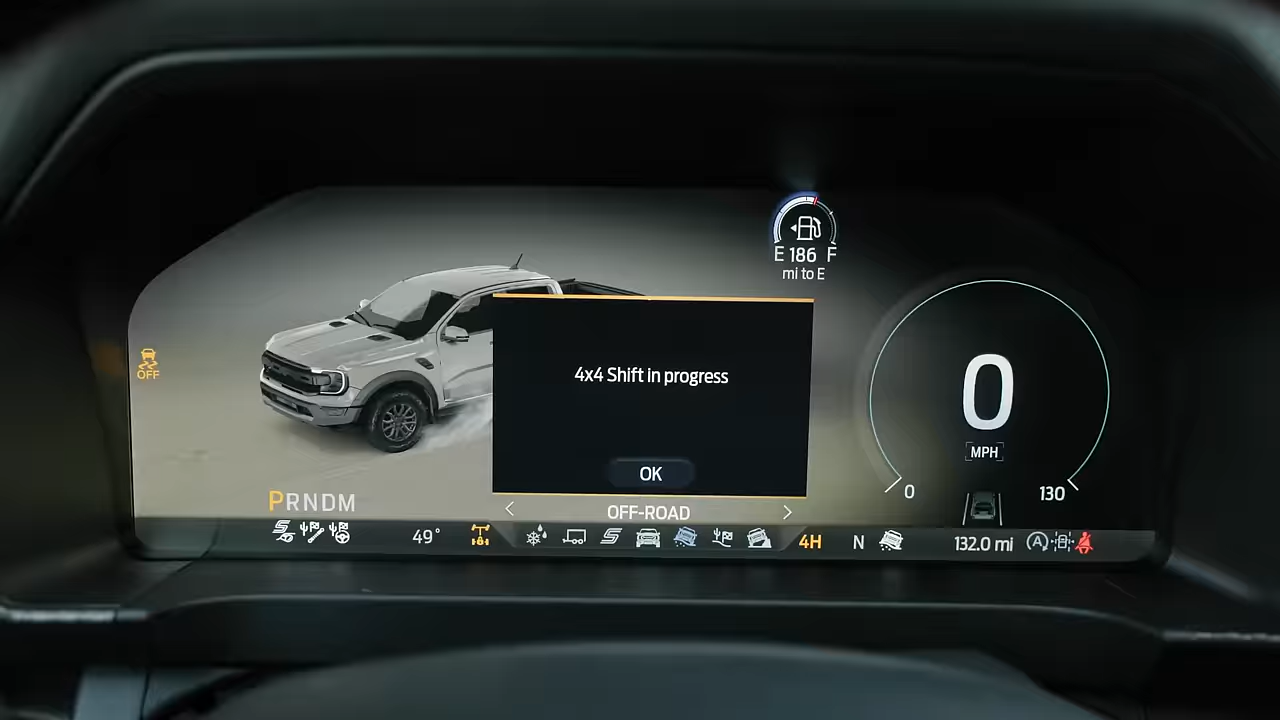 E 186 F
mi to E
OFF
4x4 Shift in progress
0
MPH
OK
0 130
PRNDM
OFF-ROAD
49°
4H
N
132.0 mi
A